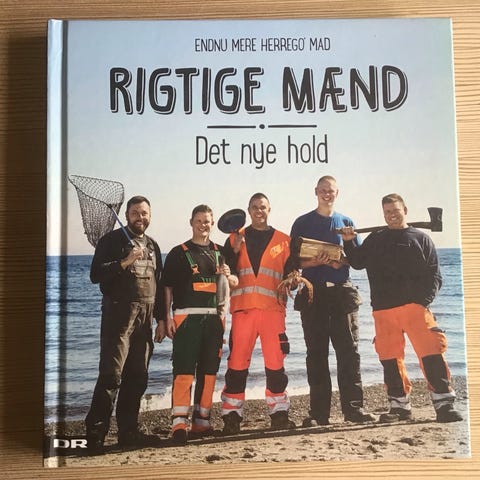 ENDNU MERE HERREGO' MAD
RIGTIGE MÆND
Det nye hold
DR